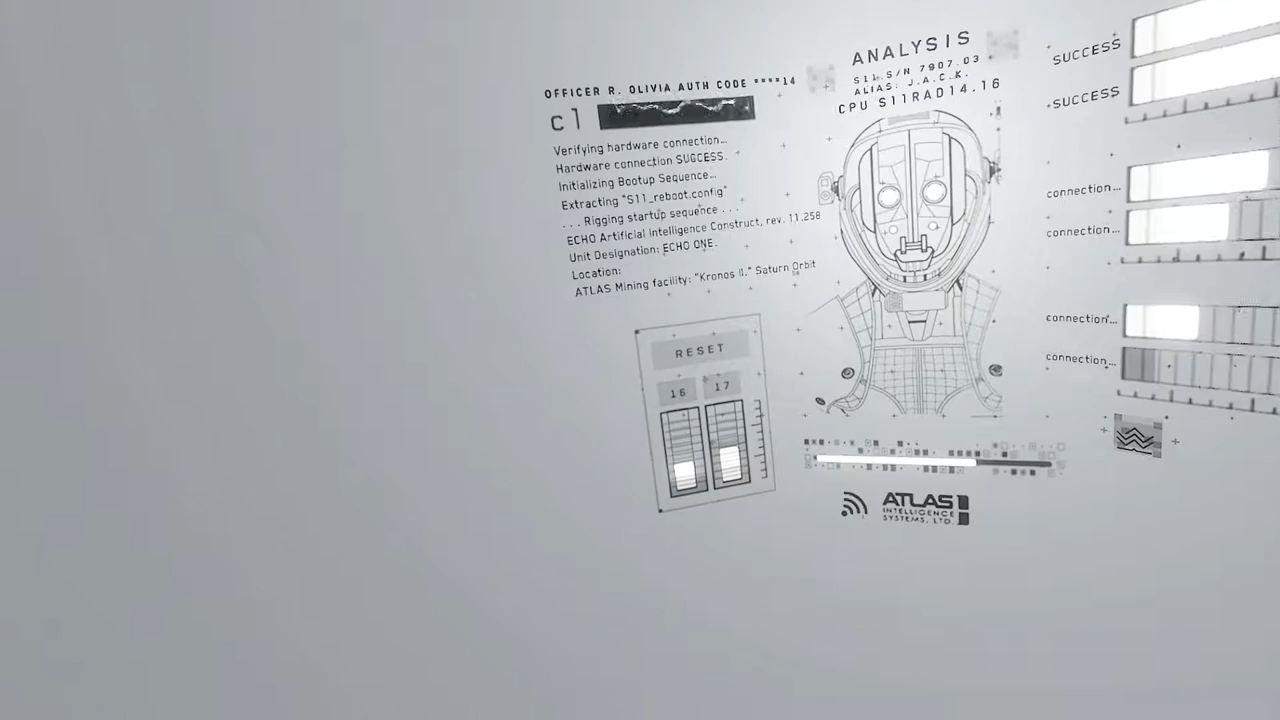 OFFICER R. OLIVIA AUTH CODE ****14
c1
Verifying hardware connection...
Hardware connection SUCCESS.
Initializing Bootup Sequence...
Extracting "S11_reboot.config"
. . . Rigging startup sequence . . .
ECHO Artificial Intelligence Construct, rev. 11.258
Unit Designation: ECHO ONE.
Location:
ATLAS Mining facility: "Kronos II." Saturn Orbit
RESET
16 17
ANALYSIS
S11.S/N 7907.03
ALIAS: J.A.C.K.
CPU S11RAD14.16
SUCCESS
SUCCESS
connection...
connection...
connection...
connection...
ATLAS
INTELLIGENCE
SYSTEMS, LTD.